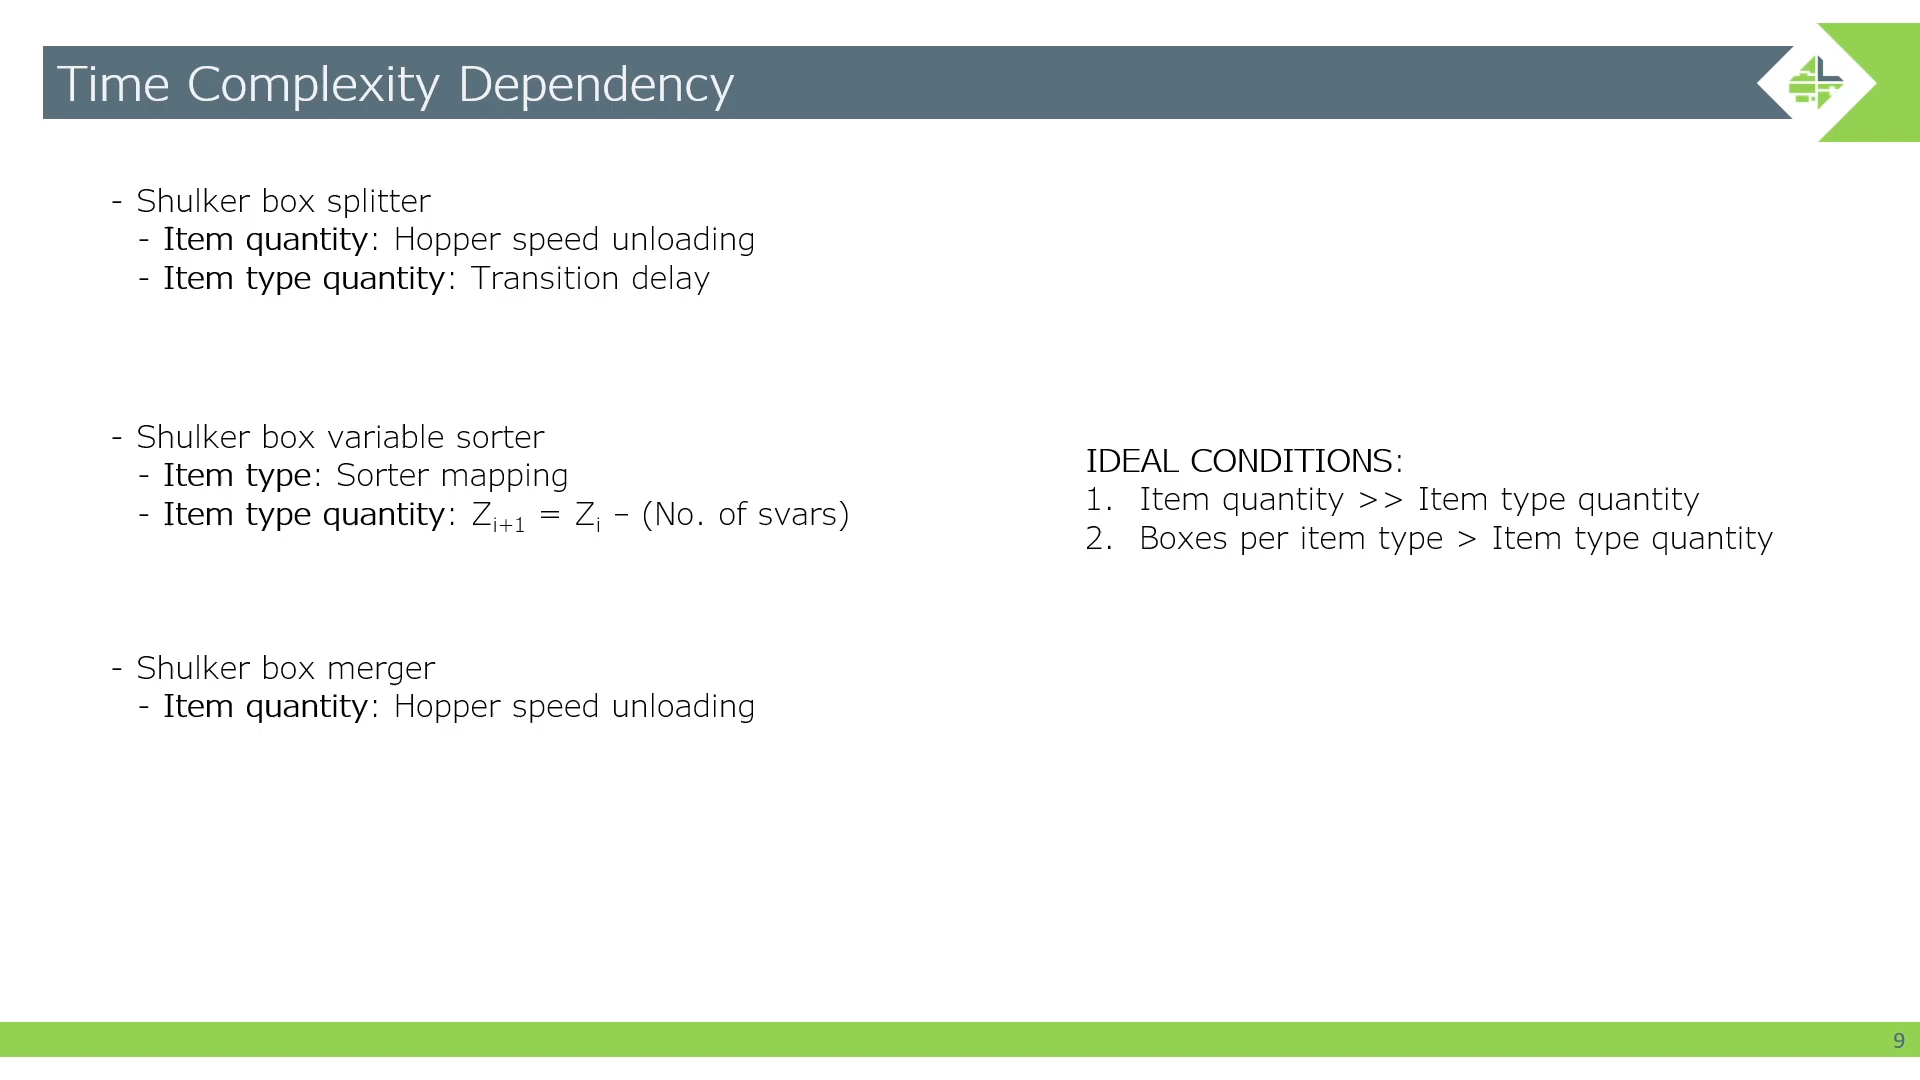 Time Complexity Dependency
- Shulker box splitter
- Item quantity: Hopper speed unloading
- Item type quantity: Transition delay
- Shulker box variable sorter
- Item type: Sorter mapping
- Item type quantity: Zi+1 = Zi – (No. of svars)
- Shulker box merger
- Item quantity: Hopper speed unloading
IDEAL CONDITIONS:
1. Item quantity >> Item type quantity
2. Boxes per item type > Item type quantity
9